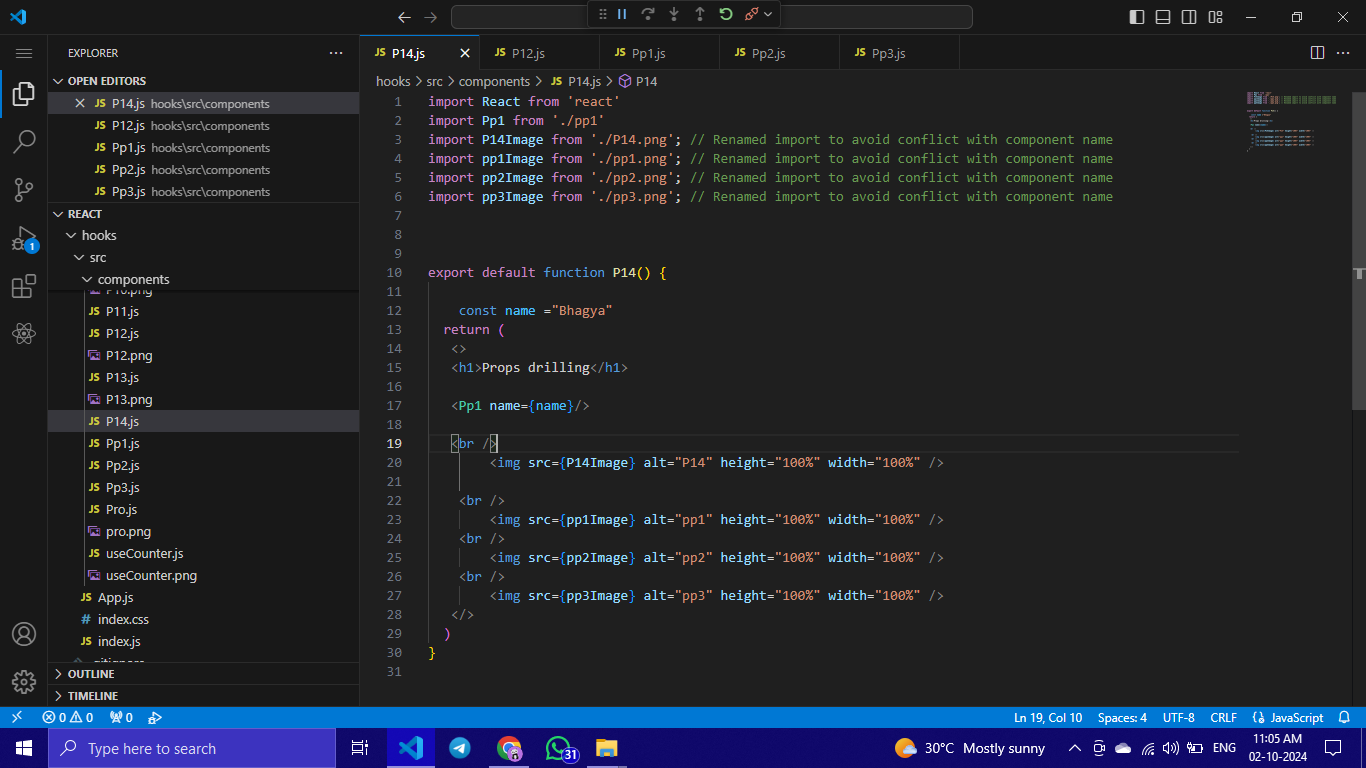 EXPLORER
OPEN EDITORS
P14.js hooks\src\components
P12.js hooks\src\components
Pp1.js hooks\src\components
Pp2.js hooks\src\components
Pp3.js hooks\src\components
REACT
hooks
src
components
P10.png
JS P11.js
JS P12.js
P12.png
JS P13.js
P13.png
JS P14.js
JS Pp1.js
JS Pp2.js
JS Pp3.js
JS Pro.js
pro.png
JS useCounter.js
useCounter.png
JS App.js
# index.css
JS index.js
.gitignore
OUTLINE
TIMELINE
1
JS P14.js JS P12.js JS Pp1.js JS Pp2.js JS Pp3.js
hooks > src > components > JS P14.js > P14
1 import React from 'react'
2 import Pp1 from './pp1'
3 import P14Image from './P14.png'; // Renamed import to avoid conflict with component name
4 import pp1Image from './pp1.png'; // Renamed import to avoid conflict with component name
5 import pp2Image from './pp2.png'; // Renamed import to avoid conflict with component name
6 import pp3Image from './pp3.png'; // Renamed import to avoid conflict with component name
7
8
9
10 export default function P14() {
11
12 const name ="Bhagya"
13 return (
14 <>
15 <h1>Props drilling</h1>
16
17 <Pp1 name={name}/>
18
19 <br />
20 <img src={P14Image} alt="P14" height="100%" width="100%" />
21
22 <br />
23 <img src={pp1Image} alt="pp1" height="100%" width="100%" />
24 <br />
25 <img src={pp2Image} alt="pp2" height="100%" width="100%" />
26 <br />
27 <img src={pp3Image} alt="pp3" height="100%" width="100%" />
28 </>
29 )
30 }
31
0 0 0 Ln 19, Col 10 Spaces: 4 UTF-8 CRLF {} JavaScript
Type here to search 31 30°C Mostly sunny ENG 11:05 AM
02-10-2024